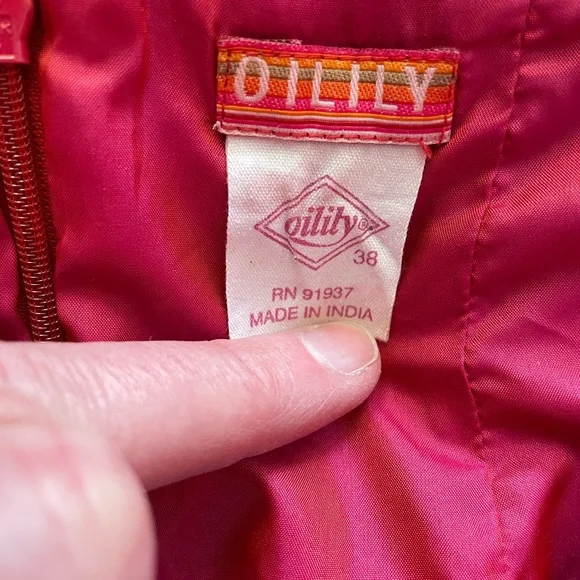 OILILY
oilily®
38
RN 91937
MADE IN INDIA